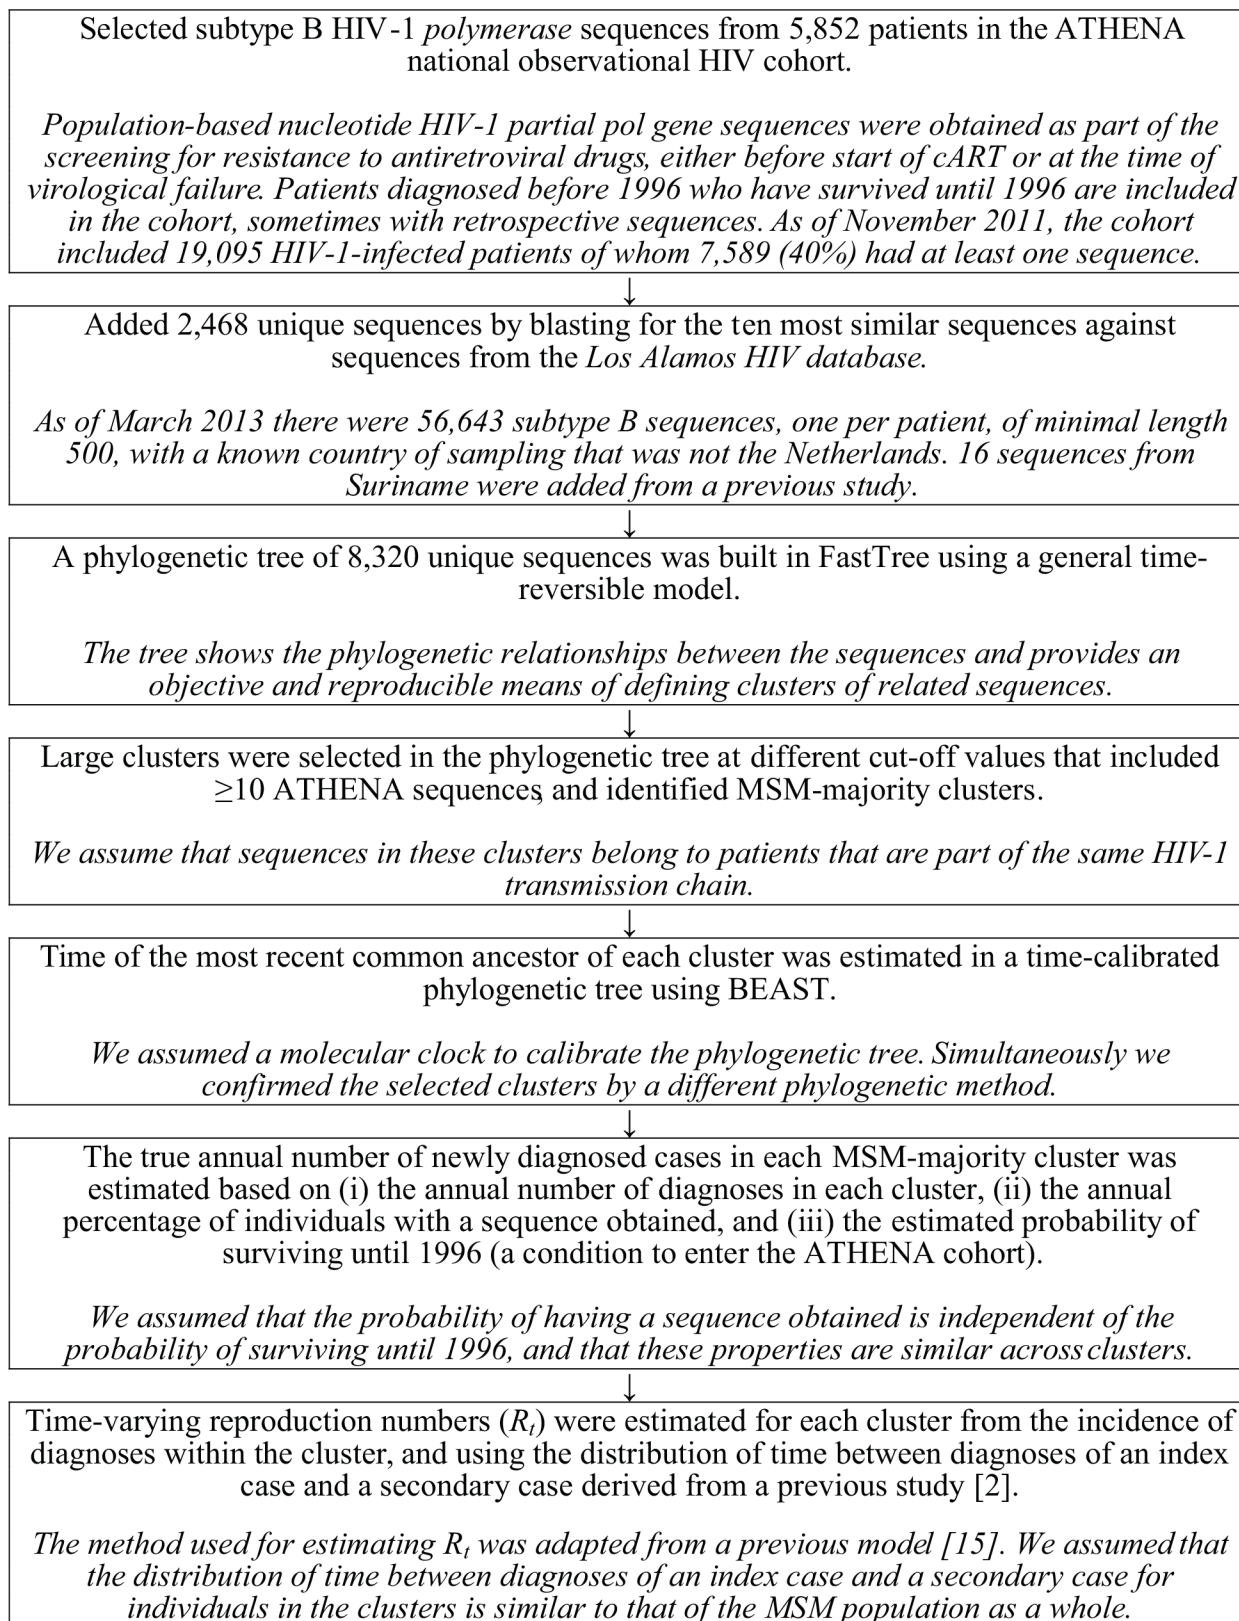 Selected subtype B HIV-1 polymerase sequences from 5,852 patients in the ATHENA
national observational HIV cohort.
Population-based nucleotide HIV-1 partial pol gene sequences were obtained as part of the
screening for resistance to antiretroviral drugs, either before start of cART or at the time of
virological failure. Patients diagnosed before 1996 who have survived until 1996 are included
in the cohort, sometimes with retrospective sequences. As of November 2011, the cohort
included 19,095 HIV-1-infected patients of whom 7,589 (40%) had at least one sequence.
↓
Added 2,468 unique sequences by blasting for the ten most similar sequences against
sequences from the Los Alamos HIV database.
As of March 2013 there were 56,643 subtype B sequences, one per patient, of minimal length
500, with a known country of sampling that was not the Netherlands. 16 sequences from
Suriname were added from a previous study.
↓
A phylogenetic tree of 8,320 unique sequences was built in FastTree using a general time-
reversible model.
The tree shows the phylogenetic relationships between the sequences and provides an
objective and reproducible means of defining clusters of related sequences.
↓
Large clusters were selected in the phylogenetic tree at different cut-off values that included
≥10 ATHENA sequences, and identified MSM-majority clusters.
We assume that sequences in these clusters belong to patients that are part of the same HIV-1
transmission chain.
↓
Time of the most recent common ancestor of each cluster was estimated in a time-calibrated
phylogenetic tree using BEAST.
We assumed a molecular clock to calibrate the phylogenetic tree. Simultaneously we
confirmed the selected clusters by a different phylogenetic method.
↓
The true annual number of newly diagnosed cases in each MSM-majority cluster was
estimated based on (i) the annual number of diagnoses in each cluster, (ii) the annual
percentage of individuals with a sequence obtained, and (iii) the estimated probability of
surviving until 1996 (a condition to enter the ATHENA cohort).
We assumed that the probability of having a sequence obtained is independent of the
probability of surviving until 1996, and that these properties are similar across clusters.
↓
Time-varying reproduction numbers (Rt) were estimated for each cluster from the incidence of
diagnoses within the cluster, and using the distribution of time between diagnoses of an index
case and a secondary case derived from a previous study [2].
The method used for estimating Rt was adapted from a previous model [15]. We assumed that
the distribution of time between diagnoses of an index case and a secondary case for
individuals in the clusters is similar to that of the MSM population as a whole.